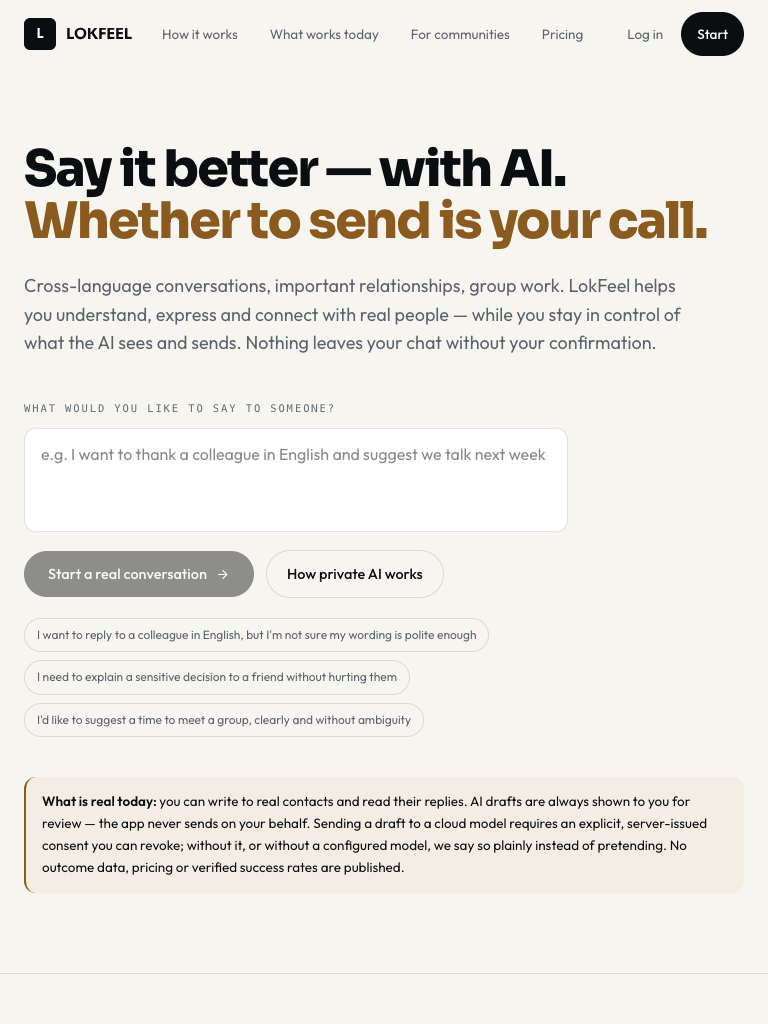 L LOKFEEL How it works What works today For communities Pricing Log in Start
Say it better — with AI.
Whether to send is your call.
Cross-language conversations, important relationships, group work. LokFeel helps
you understand, express and connect with real people — while you stay in control of
what the AI sees and sends. Nothing leaves your chat without your confirmation.
WHAT WOULD YOU LIKE TO SAY TO SOMEONE?
e.g. I want to thank a colleague in English and suggest we talk next week
Start a real conversation → How private AI works
I want to reply to a colleague in English, but I'm not sure my wording is polite enough
I need to explain a sensitive decision to a friend without hurting them
I'd like to suggest a time to meet a group, clearly and without ambiguity
What is real today: you can write to real contacts and read their replies. AI drafts are always shown to you for
review — the app never sends on your behalf. Sending a draft to a cloud model requires an explicit, server-issued
consent you can revoke; without it, or without a configured model, we say so plainly instead of pretending. No
outcome data, pricing or verified success rates are published.